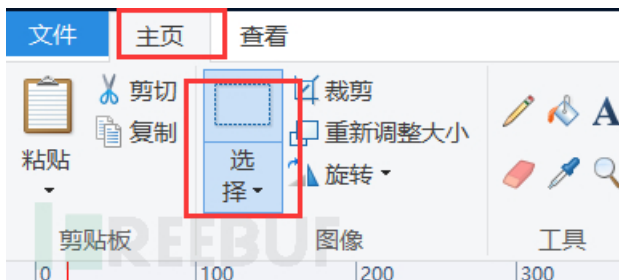 文件 主页 查看
剪切 裁剪
复制 重新调整大小 A
粘贴 选择 旋转
剪贴板 图像 工具
REEBUF
0 100 200 300